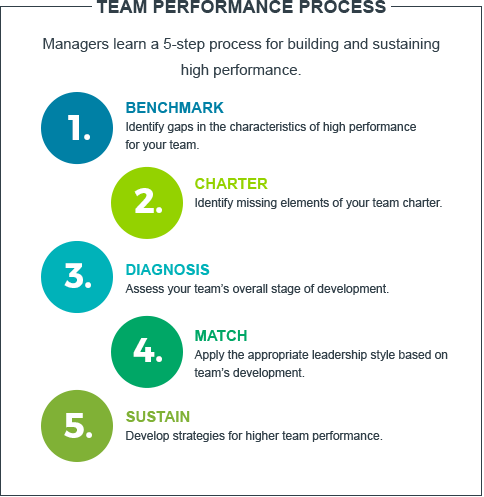 TEAM PERFORMANCE PROCESS
Managers learn a 5-step process for building and sustaining
high performance.
1.
BENCHMARK
Identify gaps in the characteristics of high performance
for your team.
2.
CHARTER
Identify missing elements of your team charter.
3.
DIAGNOSIS
Assess your team's overall stage of development.
4.
MATCH
Apply the appropriate leadership style based on
team's development.
5.
SUSTAIN
Develop strategies for higher team performance.